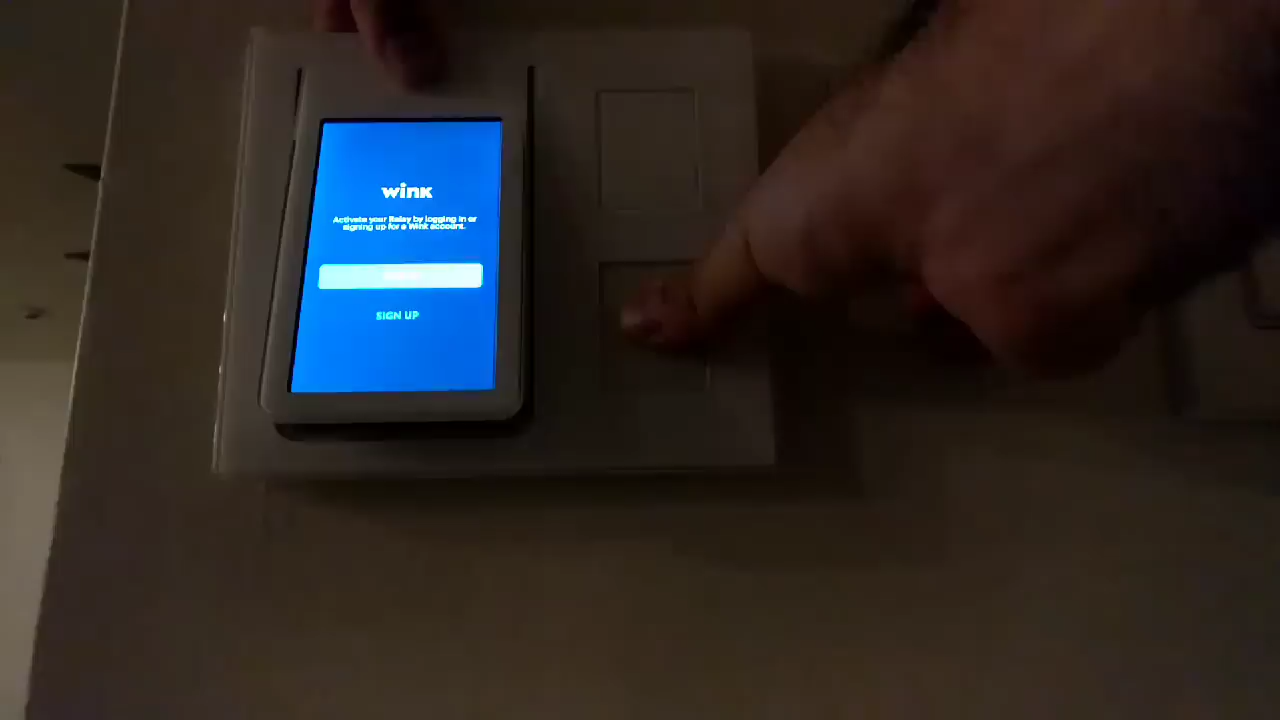 wink
Activate your Relay by logging in or
signing up for a Wink account.
SIGN UP